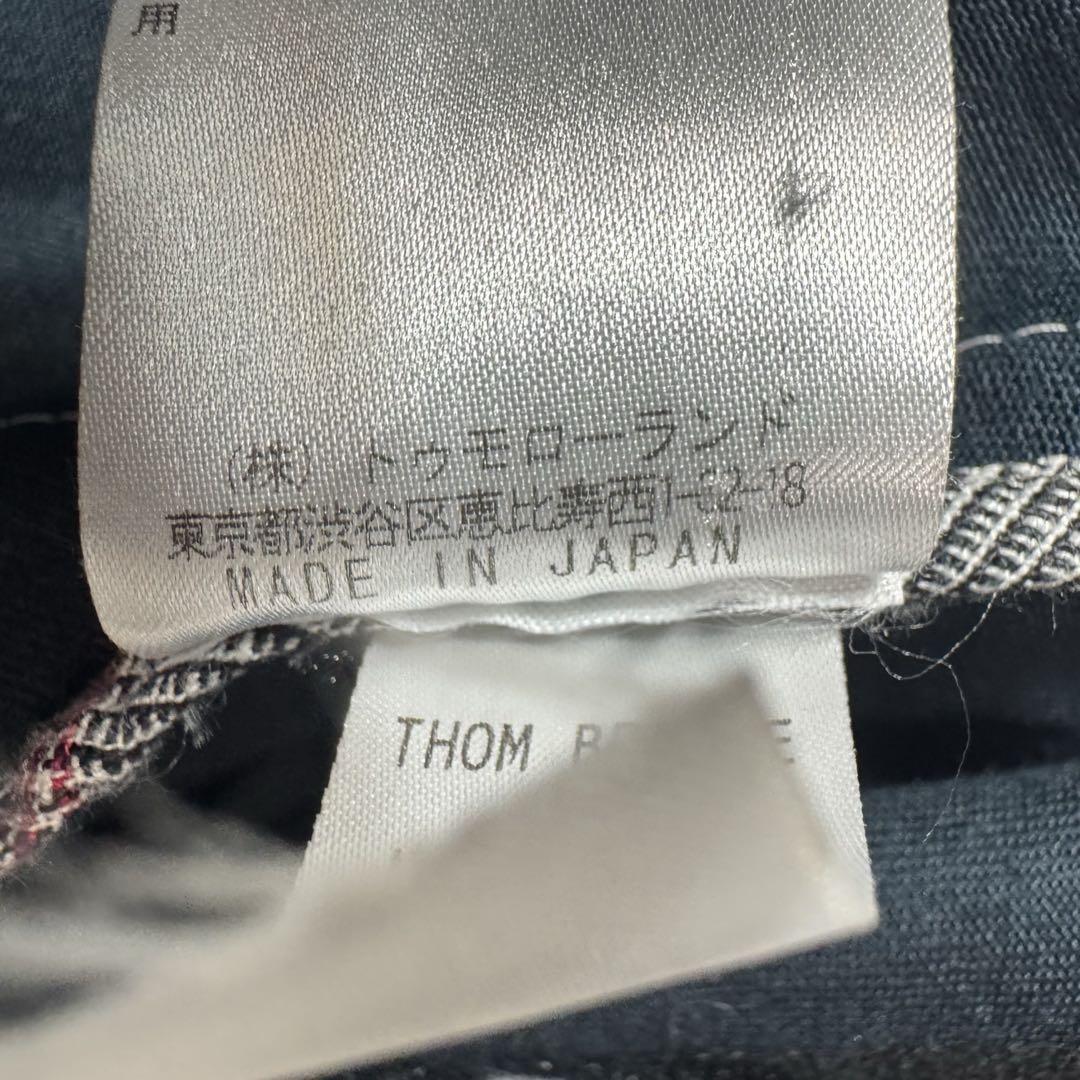 用
(株) トゥモローランド
東京都渋谷区恵比寿西1-32-18
MADE IN JAPAN
THOM